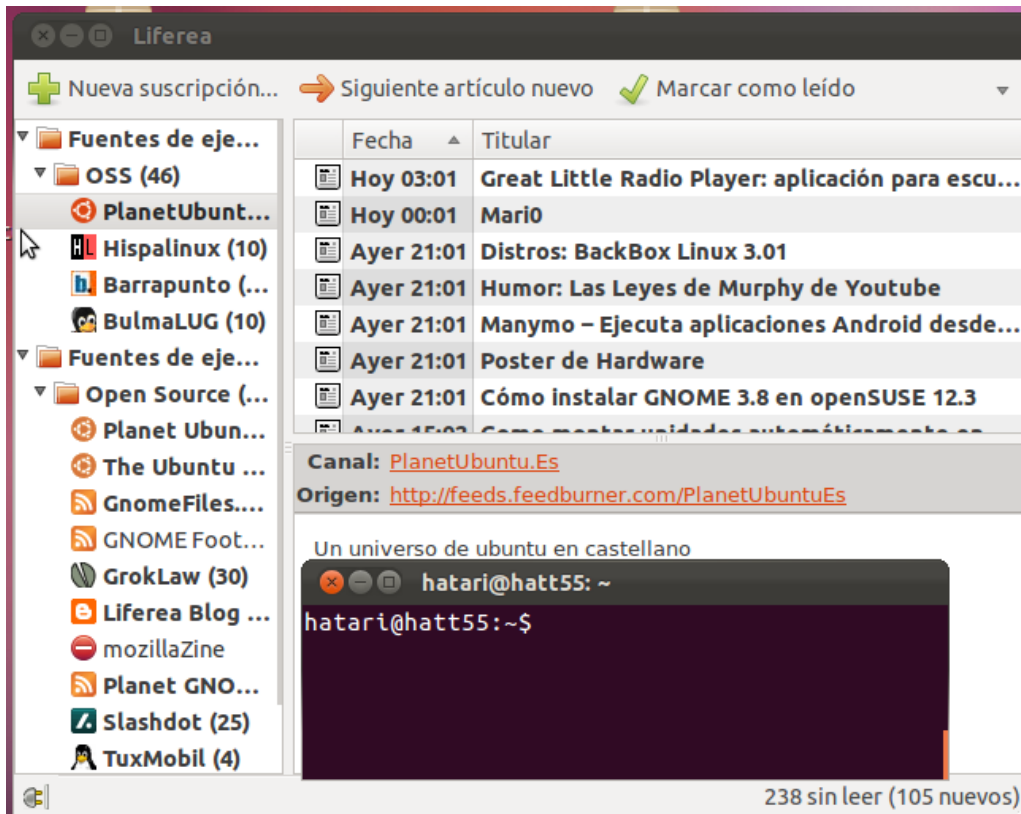 Liferea
Nueva suscripción... Siguiente artículo nuevo Marcar como leído
Fuentes de eje...
OSS (46)
PlanetUbunt...
Hispalinux (10)
Barrapunto (...
BulmaLUG (10)
Fuentes de eje...
Open Source (...
Planet Ubun...
The Ubuntu ...
GnomeFiles....
GNOME Foot...
GrokLaw (30)
Liferea Blog ...
mozillaZine
Planet GNO...
Slashdot (25)
TuxMobil (4)
Fecha Titular
Hoy 03:01 Great Little Radio Player: aplicación para escu...
Hoy 00:01 Mari0
Ayer 21:01 Distros: BackBox Linux 3.01
Ayer 21:01 Humor: Las Leyes de Murphy de Youtube
Ayer 21:01 Manymo – Ejecuta aplicaciones Android desde...
Ayer 21:01 Poster de Hardware
Ayer 21:01 Cómo instalar GNOME 3.8 en openSUSE 12.3
Canal: PlanetUbuntu.Es
Origen: http://feeds.feedburner.com/PlanetUbuntuEs
Un universo de ubuntu en castellano
hatari@hatt55: ~
hatari@hatt55:~$
238 sin leer (105 nuevos)